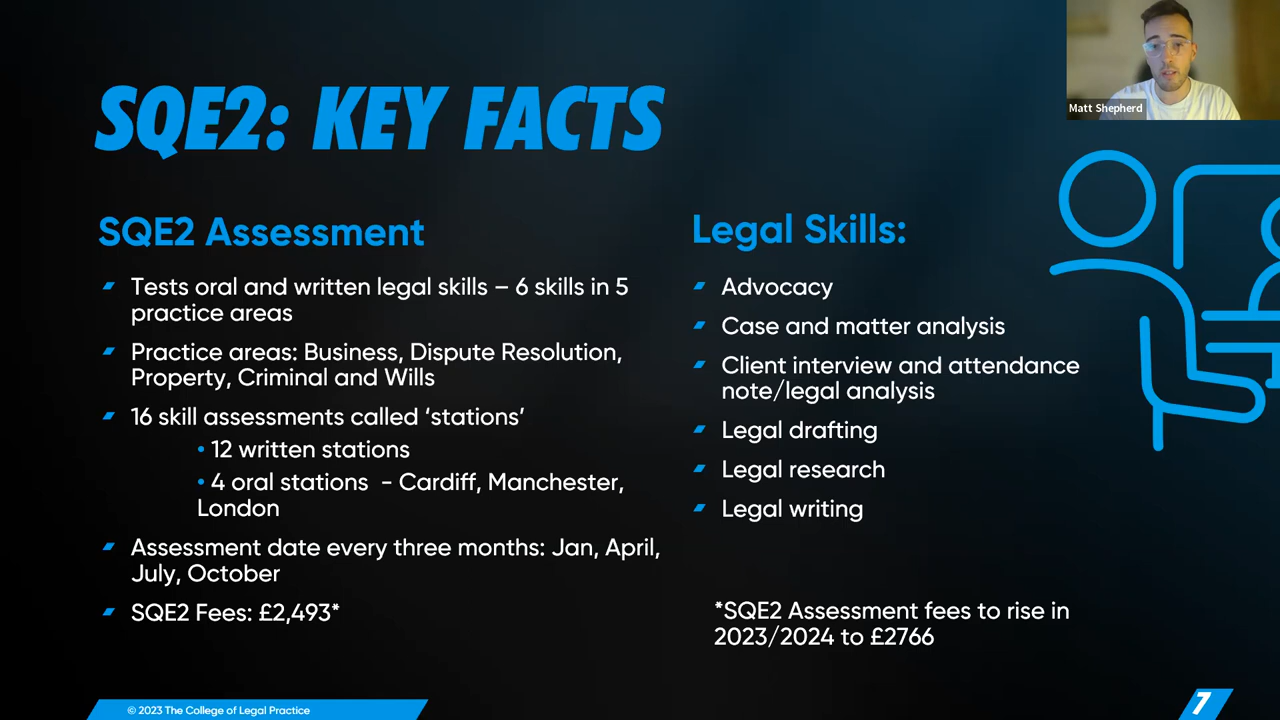 Matt Shepherd
SQE2: KEY FACTS
SQE2 Assessment
Tests oral and written legal skills – 6 skills in 5
practice areas
Practice areas: Business, Dispute Resolution,
Property, Criminal and Wills
16 skill assessments called ‘stations’
• 12 written stations
• 4 oral stations - Cardiff, Manchester,
London
Assessment date every three months: Jan, April,
July, October
SQE2 Fees: £2,493*
Legal Skills:
Advocacy
Case and matter analysis
Client interview and attendance
note/legal analysis
Legal drafting
Legal research
Legal writing
*SQE2 Assessment fees to rise in
2023/2024 to £2766
© 2023 The College of Legal Practice
7